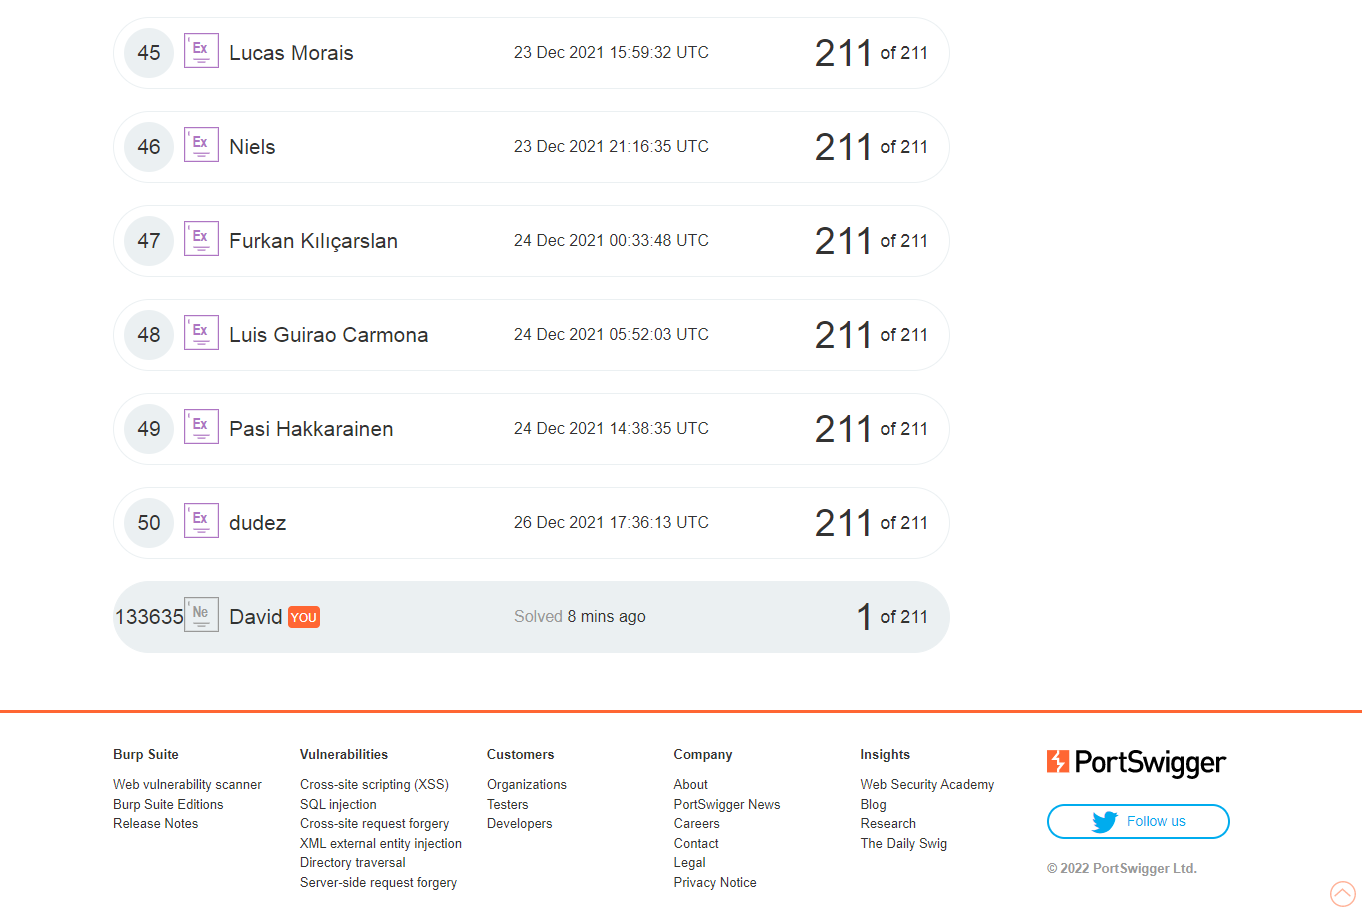 45 Ex Lucas Morais 23 Dec 2021 15:59:32 UTC 211 of 211
46 Ex Niels 23 Dec 2021 21:16:35 UTC 211 of 211
47 Ex Furkan Kılıçarslan 24 Dec 2021 00:33:48 UTC 211 of 211
48 Ex Luis Guirao Carmona 24 Dec 2021 05:52:03 UTC 211 of 211
49 Ex Pasi Hakkarainen 24 Dec 2021 14:38:35 UTC 211 of 211
50 Ex dudez 26 Dec 2021 17:36:13 UTC 211 of 211
133635 Ne David YOU Solved 8 mins ago 1 of 211
Burp Suite
Web vulnerability scanner
Burp Suite Editions
Release Notes
Vulnerabilities
Cross-site scripting (XSS)
SQL injection
Cross-site request forgery
XML external entity injection
Directory traversal
Server-side request forgery
Customers
Organizations
Testers
Developers
Company
About
PortSwigger News
Careers
Contact
Legal
Privacy Notice
Insights
Web Security Academy
Blog
Research
The Daily Swig
PortSwigger
Follow us
© 2022 PortSwigger Ltd.